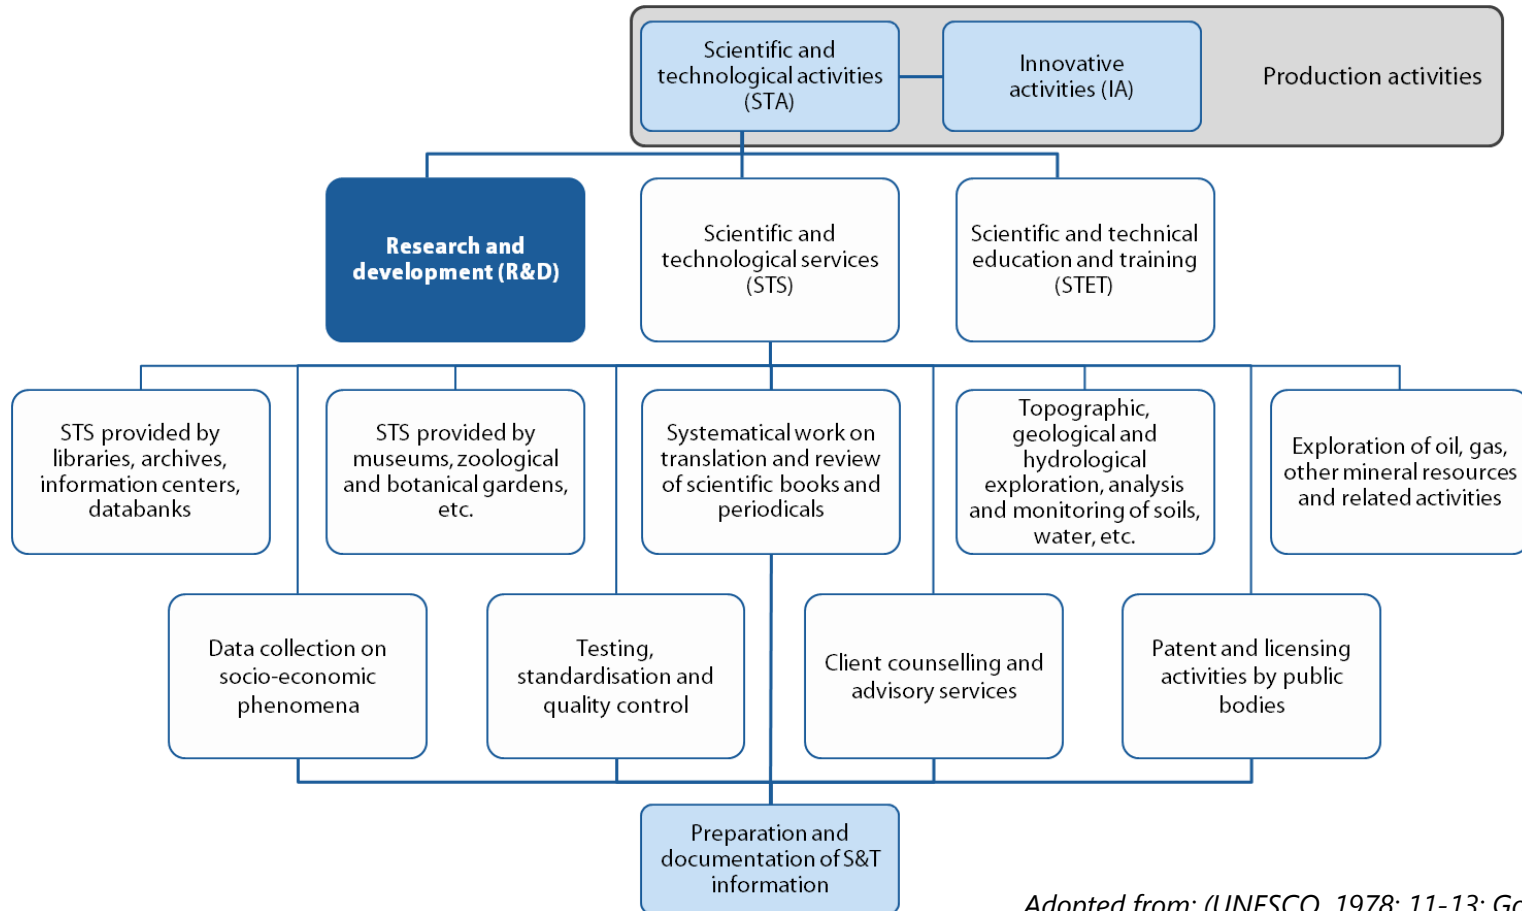 Scientific and
technological activities
(STA)
Innovative
activities (IA)
Production activities
Research and
development (R&D)
Scientific and
technological services
(STS)
Scientific and technical
education and training
(STET)
STS provided by
libraries, archives,
information centers,
databanks
STS provided by
museums, zoological
and botanical gardens,
etc.
Systematical work on
translation and review
of scientific books and
periodicals
Topographic,
geological and
hydrological
exploration, analysis
and monitoring of soils,
water, etc.
Exploration of oil, gas,
other mineral resources
and related activities
Data collection on
socio-economic
phenomena
Testing,
standardisation and
quality control
Client counselling and
advisory services
Patent and licensing
activities by public
bodies
Preparation and
documentation of S&T
information
Adopted from: (UNESCO, 1978: 11-13;